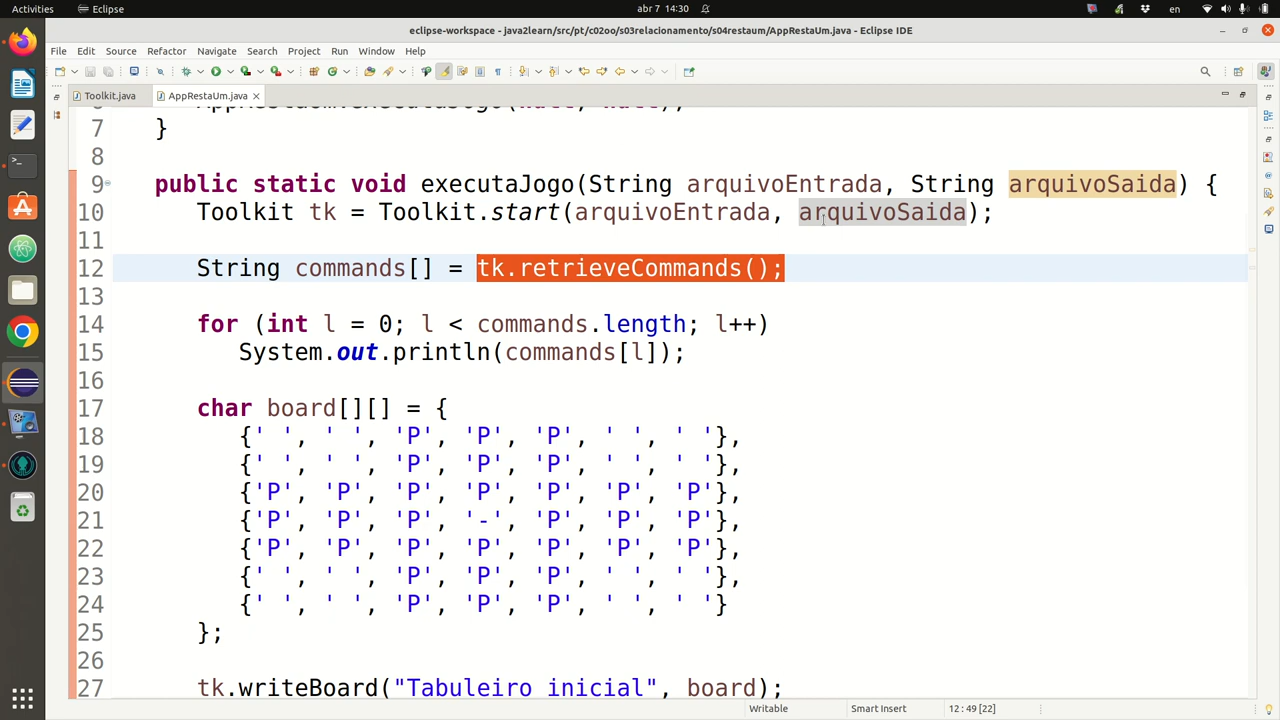 Activities Eclipse abr 7 14:30 en
eclipse-workspace - java2learn/src/pt/c02oo/s03relacionamento/s04restaum/AppRestaUm.java - Eclipse IDE
File Edit Source Refactor Navigate Search Project Run Window Help
Toolkit.java AppRestaUm.java
7 }
8
9 public static void executaJogo(String arquivoEntrada, String arquivoSaida) {
10 Toolkit tk = Toolkit.start(arquivoEntrada, arquivoSaida);
11
12 String commands[] = tk.retrieveCommands();
13
14 for (int l = 0; l < commands.length; l++)
15 System.out.println(commands[l]);
16
17 char board[][] = {
18 {' ', ' ', 'P', 'P', 'P', ' ', ' '},
19 {' ', ' ', 'P', 'P', 'P', ' ', ' '},
20 {'P', 'P', 'P', 'P', 'P', 'P', 'P'},
21 {'P', 'P', 'P', '-', 'P', 'P', 'P'},
22 {'P', 'P', 'P', 'P', 'P', 'P', 'P'},
23 {' ', ' ', 'P', 'P', 'P', ' ', ' '},
24 {' ', ' ', 'P', 'P', 'P', ' ', ' '}
25 };
26
27 tk.writeBoard("Tabuleiro inicial", board);
Writable Smart Insert 12 : 49 [22]